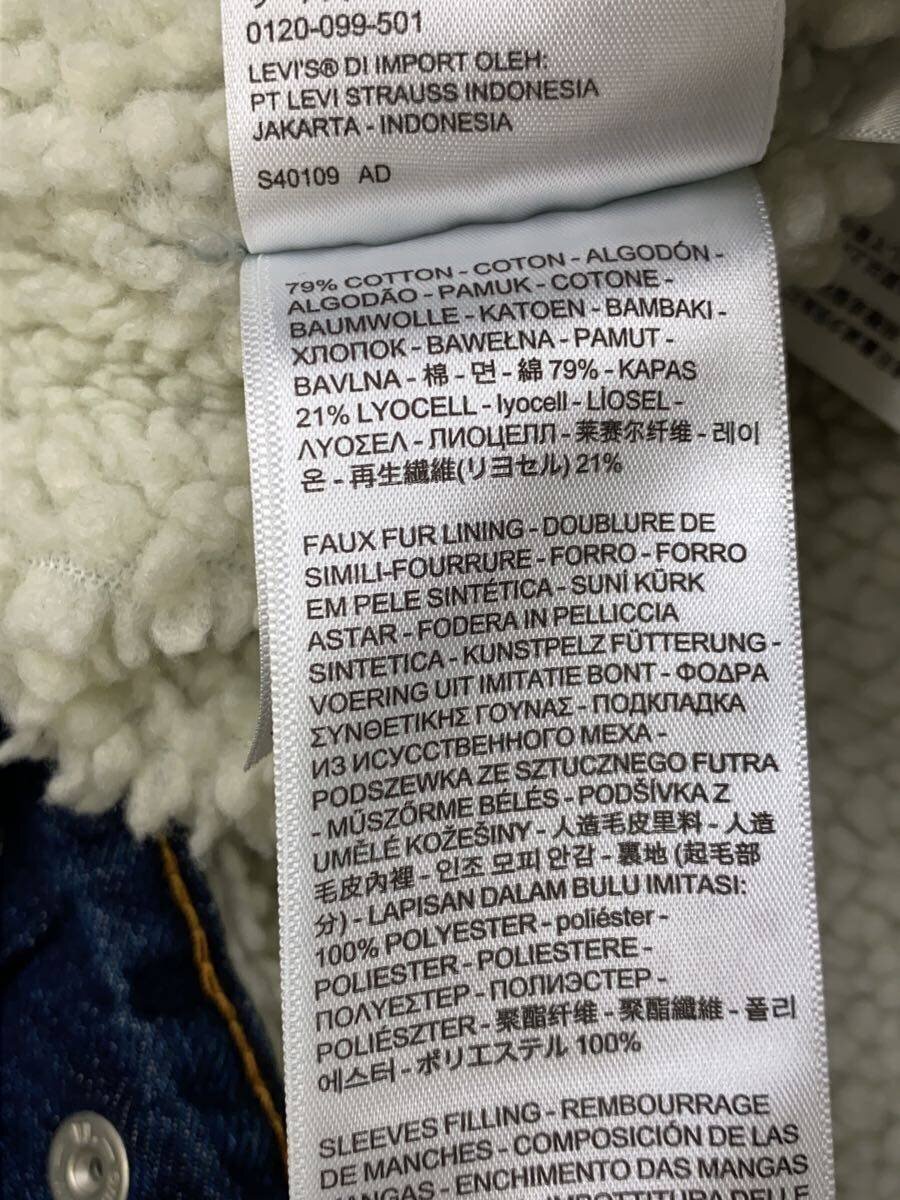 0120-099-501
LEVI'S® DI IMPORT OLEH:
PT LEVI STRAUSS INDONESIA
JAKARTA - INDONESIA
S40109 AD
79% COTTON - COTON - ALGODÓN -
ALGODÃO - PAMUK - COTONE -
BAUMWOLLE - KATOEN - BAMBAKI -
ХЛОПОК - BAWEŁNA - PAMUT -
BAVLNA - 棉 - 면 - 綿 79% - KAPAS
21% LYOCELL - lyocell - LİOSEL -
ΛΥΟΣΕΛ - ЛИОЦЕЛЛ - 莱赛尔纤维 - 레이
온 - 再生繊維(リヨセル) 21%
FAUX FUR LINING - DOUBLURE DE
SIMILI-FOURRURE - FORRO - FORRO
EM PELE SINTÉTICA - SUNİ KÜRK
ASTAR - FODERA IN PELLICCIA
SINTETICA - KUNSTPELZ FÜTTERUNG -
VOERING UIT IMITATIE BONT - ΦΟΔΡΑ
ΣΥΝΘΕΤΙΚΗΣ ΓΟΥΝΑΣ - ПОДКЛАДКА
ИЗ ИСУССТВЕННОГО МЕХА -
PODSZEWKA ZE SZTUCZNEGO FUTRA
- MŰSZŐRME BÉLÉS - PODŠÍVKA Z
UMĚLÉ KOŽEŠINY - 人造毛皮里料 - 人造
毛皮內裡 - 인조 모피 안감 - 裏地 (起毛部
分) - LAPISAN DALAM BULU IMITASI:
100% POLYESTER - poliéster -
POLIESTER - POLIESTERE -
ΠΟΛΥΕΣΤΕΡ - ПОЛИЭСТЕР -
POLIÉSZTER - 聚酯纤维 - 聚酯纖維 - 폴리
에스터 - ポリエステル 100%
SLEEVES FILLING - REMBOURRAGE
DE MANCHES - COMPOSICIÓN DE LAS
MANGAS - ENCHIMENTO DAS MANGAS